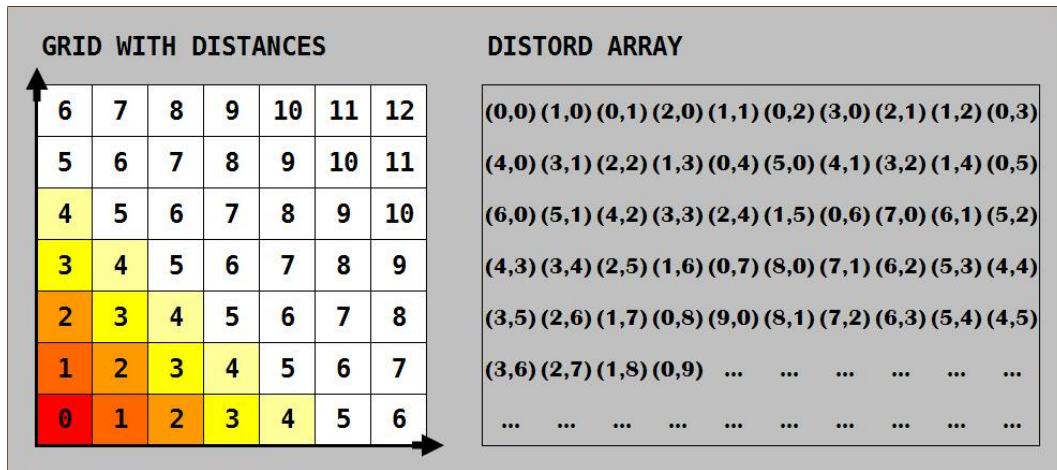 GRID WITH DISTANCES
6 7 8 9 10 11 12
5 6 7 8 9 10 11
4 5 6 7 8 9 10
3 4 5 6 7 8 9
2 3 4 5 6 7 8
1 2 3 4 5 6 7
0 1 2 3 4 5 6
DISTORD ARRAY
(0,0) (1,0) (0,1) (2,0) (1,1) (0,2) (3,0) (2,1) (1,2) (0,3)
(4,0) (3,1) (2,2) (1,3) (0,4) (5,0) (4,1) (3,2) (1,4) (0,5)
(6,0) (5,1) (4,2) (3,3) (2,4) (1,5) (0,6) (7,0) (6,1) (5,2)
(4,3) (3,4) (2,5) (1,6) (0,7) (8,0) (7,1) (6,2) (5,3) (4,4)
(3,5) (2,6) (1,7) (0,8) (9,0) (8,1) (7,2) (6,3) (5,4) (4,5)
(3,6) (2,7) (1,8) (0,9) ... ... ... ... ... ...
... ... ... ... ... ... ... ... ... ...